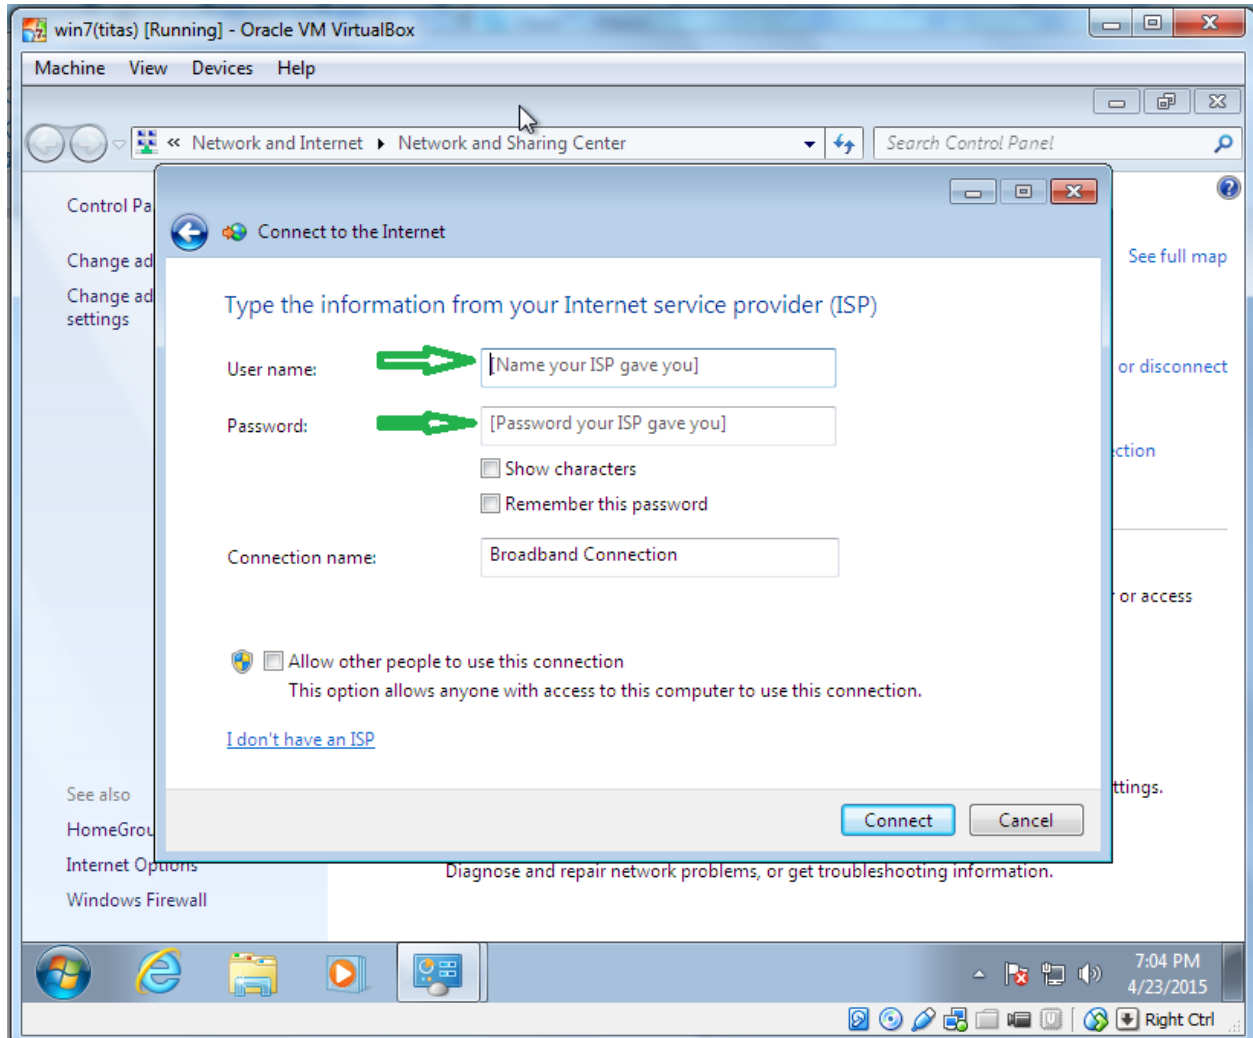 win7(titas) [Running] - Oracle VM VirtualBox
Machine View Devices Help
« Network and Internet ▸ Network and Sharing Center
Search Control Panel
Control Pa
Change ad
Change ad
settings
Connect to the Internet
See full map
Type the information from your Internet service provider (ISP)
User name:
[Name your ISP gave you]
or disconnect
Password:
[Password your ISP gave you]
ction
Show characters
Remember this password
Connection name:
Broadband Connection
or access
Allow other people to use this connection
This option allows anyone with access to this computer to use this connection.
I don't have an ISP
See also
ttings.
HomeGrou
Connect
Cancel
Internet Options
Diagnose and repair network problems, or get troubleshooting information.
Windows Firewall
7:04 PM
4/23/2015
Right Ctrl